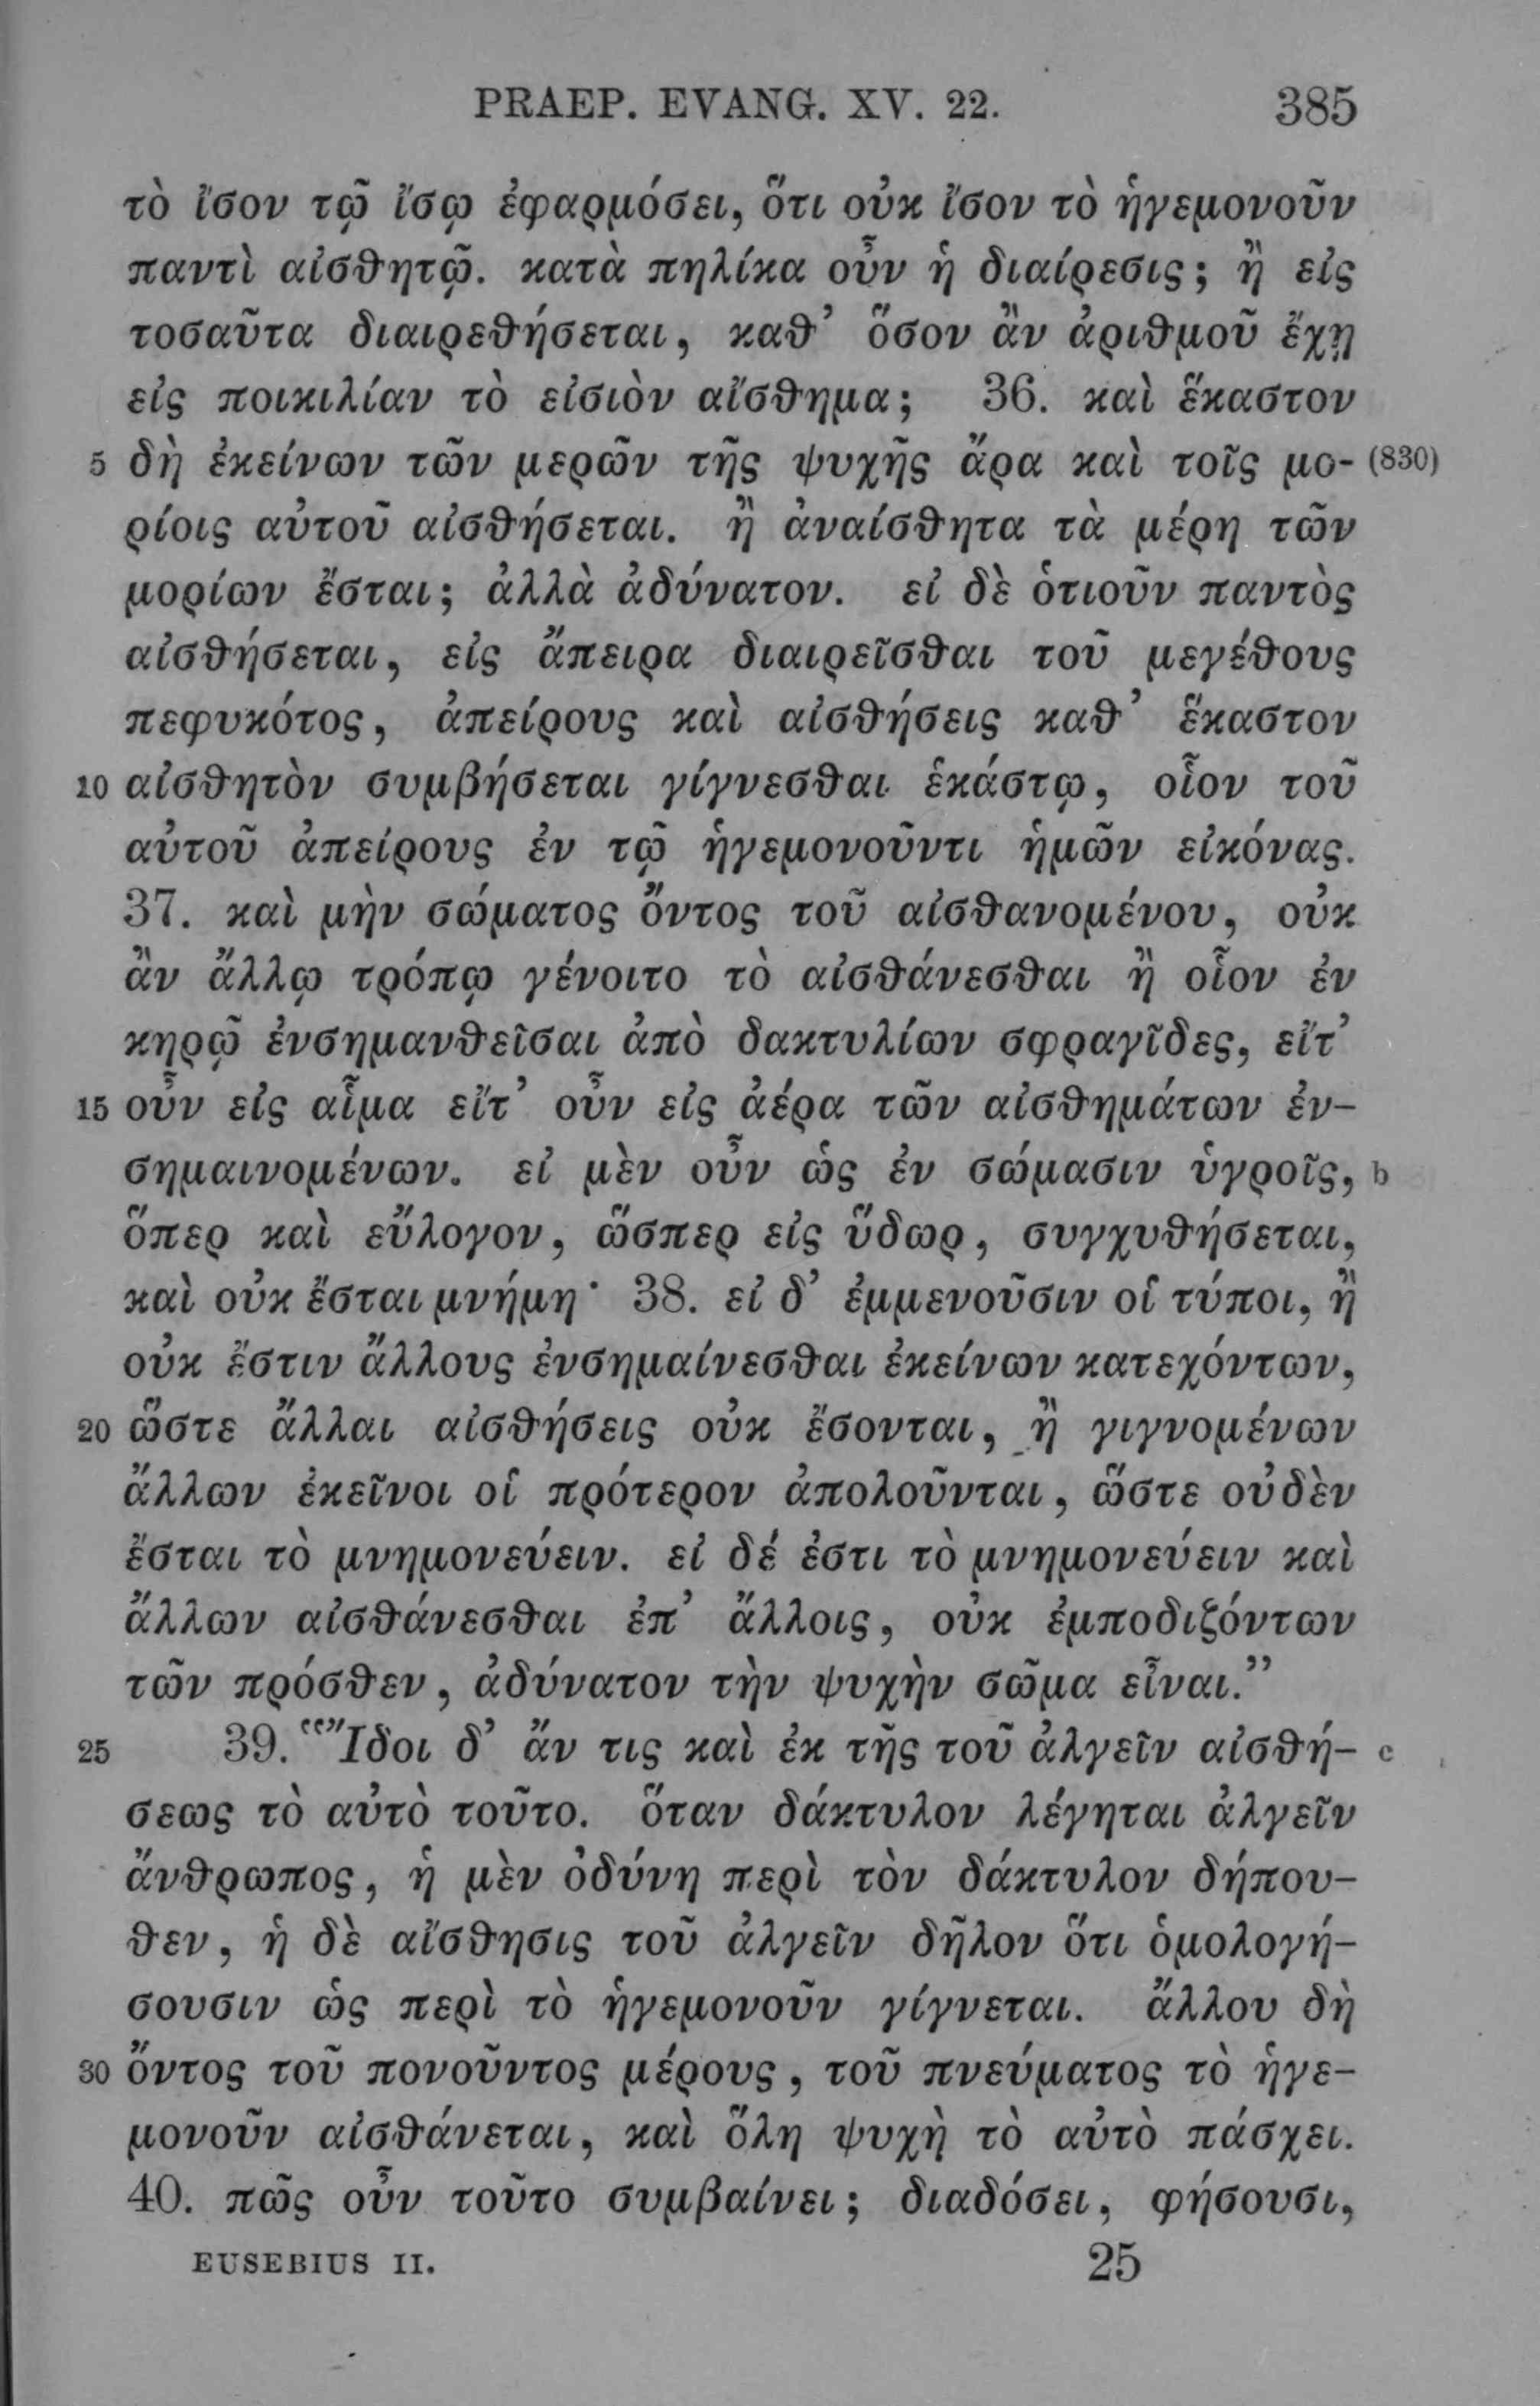 PRAEP. EVANG. XV. 22. 385
τὸ ἴσον τῷ ἴσῳ ἐφαρμόσει, ὅτι οὐκ ἴσον τὸ ἡγεμονοῦν
παντὶ αἰσθητῷ. κατὰ πηλίκα οὖν ἡ διαίρεσις; ἢ εἰς
τοσαῦτα διαιρεθήσεται, καθ’ ὅσον ἂν ἀριθμοῦ ἔχῃ
εἰς ποικιλίαν τὸ εἰσιὸν αἴσθημα; 36. καὶ ἕκαστον
5 δὴ ἐκείνων τῶν μερῶν τῆς ψυχῆς ἄρα καὶ τοῖς μο- (830)
ρίοις αὐτοῦ αἰσθήσεται. ἢ ἀναίσθητα τὰ μέρη τῶν
μορίων ἔσται; ἀλλὰ ἀδύνατον. εἰ δὲ ὁτιοῦν παντὸς
αἰσθήσεται, εἰς ἄπειρα διαιρεῖσθαι τοῦ μεγέθους
πεφυκότος, ἀπείρους καὶ αἰσθήσεις καθ’ ἕκαστον
10 αἰσθητὸν συμβήσεται γίγνεσθαι ἑκάστῳ, οἷον τοῦ
αὐτοῦ ἀπείρους ἐν τῷ ἡγεμονοῦντι ἡμῶν εἰκόνας.
37. καὶ μὴν σώματος ὄντος τοῦ αἰσθανομένου, οὐκ
ἂν ἄλλῳ τρόπῳ γένοιτο τὸ αἰσθάνεσθαι ἢ οἷον ἐν
κηρῷ ἐνσημανθεῖσαι ἀπὸ δακτυλίων σφραγῖδες, εἴτ’
15 οὖν εἰς αἷμα εἴτ’ οὖν εἰς ἀέρα τῶν αἰσθημάτων ἐν-
σημαινομένων. εἰ μὲν οὖν ὡς ἐν σώμασιν ὑγροῖς, b
ὅπερ καὶ εὔλογον, ὥσπερ εἰς ὕδωρ, συγχυθήσεται,
καὶ οὐκ ἔσται μνήμη· 38. εἰ δ’ ἐμμενοῦσιν οἱ τύποι, ἢ
οὐκ ἔστιν ἄλλους ἐνσημαίνεσθαι ἐκείνων κατεχόντων,
20 ὥστε ἄλλαι αἰσθήσεις οὐκ ἔσονται, ἢ γιγνομένων
ἄλλων ἐκεῖνοι οἱ πρότερον ἀπολοῦνται, ὥστε οὐδὲν
ἔσται τὸ μνημονεύειν. εἰ δέ ἐστι τὸ μνημονεύειν καὶ
ἄλλων αἰσθάνεσθαι ἐπ’ ἄλλοις, οὐκ ἐμποδιζόντων
τῶν πρόσθεν, ἀδύνατον τὴν ψυχὴν σῶμα εἶναι.”
25 39. “Ἴδοι δ’ ἄν τις καὶ ἐκ τῆς τοῦ ἀλγεῖν αἰσθή- c
σεως τὸ αὐτὸ τοῦτο. ὅταν δάκτυλον λέγηται ἀλγεῖν
ἄνθρωπος, ἡ μὲν ὀδύνη περὶ τὸν δάκτυλον δήπου-
θεν, ἡ δὲ αἴσθησις τοῦ ἀλγεῖν δῆλον ὅτι ὁμολογή-
σουσιν ὡς περὶ τὸ ἡγεμονοῦν γίγνεται. ἄλλου δὴ
30 ὄντος τοῦ πονοῦντος μέρους, τοῦ πνεύματος τὸ ἡγε-
μονοῦν αἰσθάνεται, καὶ ὅλη ψυχὴ τὸ αὐτὸ πάσχει.
40. πῶς οὖν τοῦτο συμβαίνει; διαδόσει, φήσουσι,
EUSEBIUS II. 25